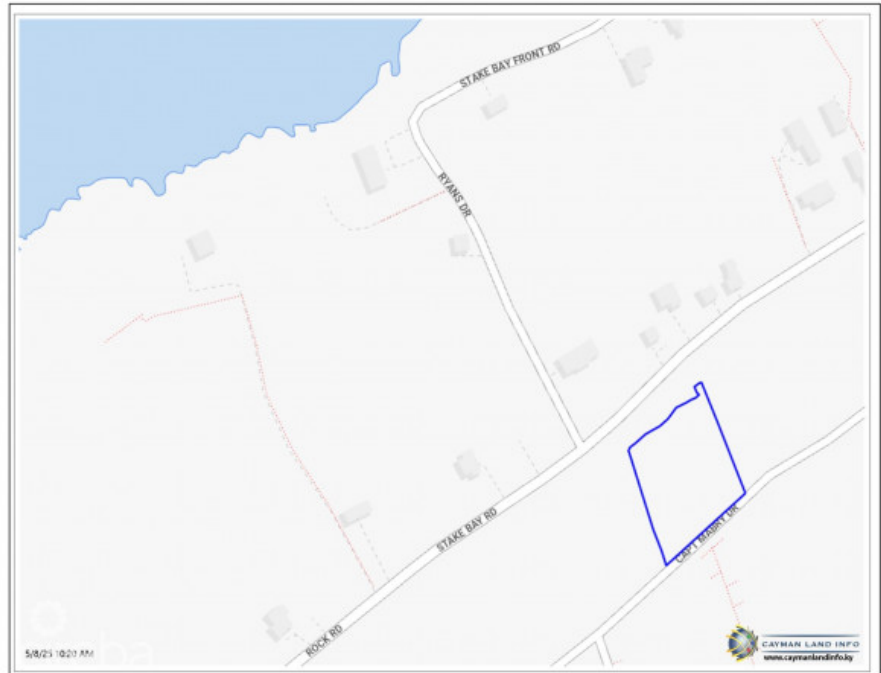 STAKE BAY FRONT RD
RYANS DR
STAKE BAY RD
CAPT MABRY DR
ROCK RD
5/8/25 10:20 AM
CAYMAN LAND INFO
www.caymanlandinfo.ky